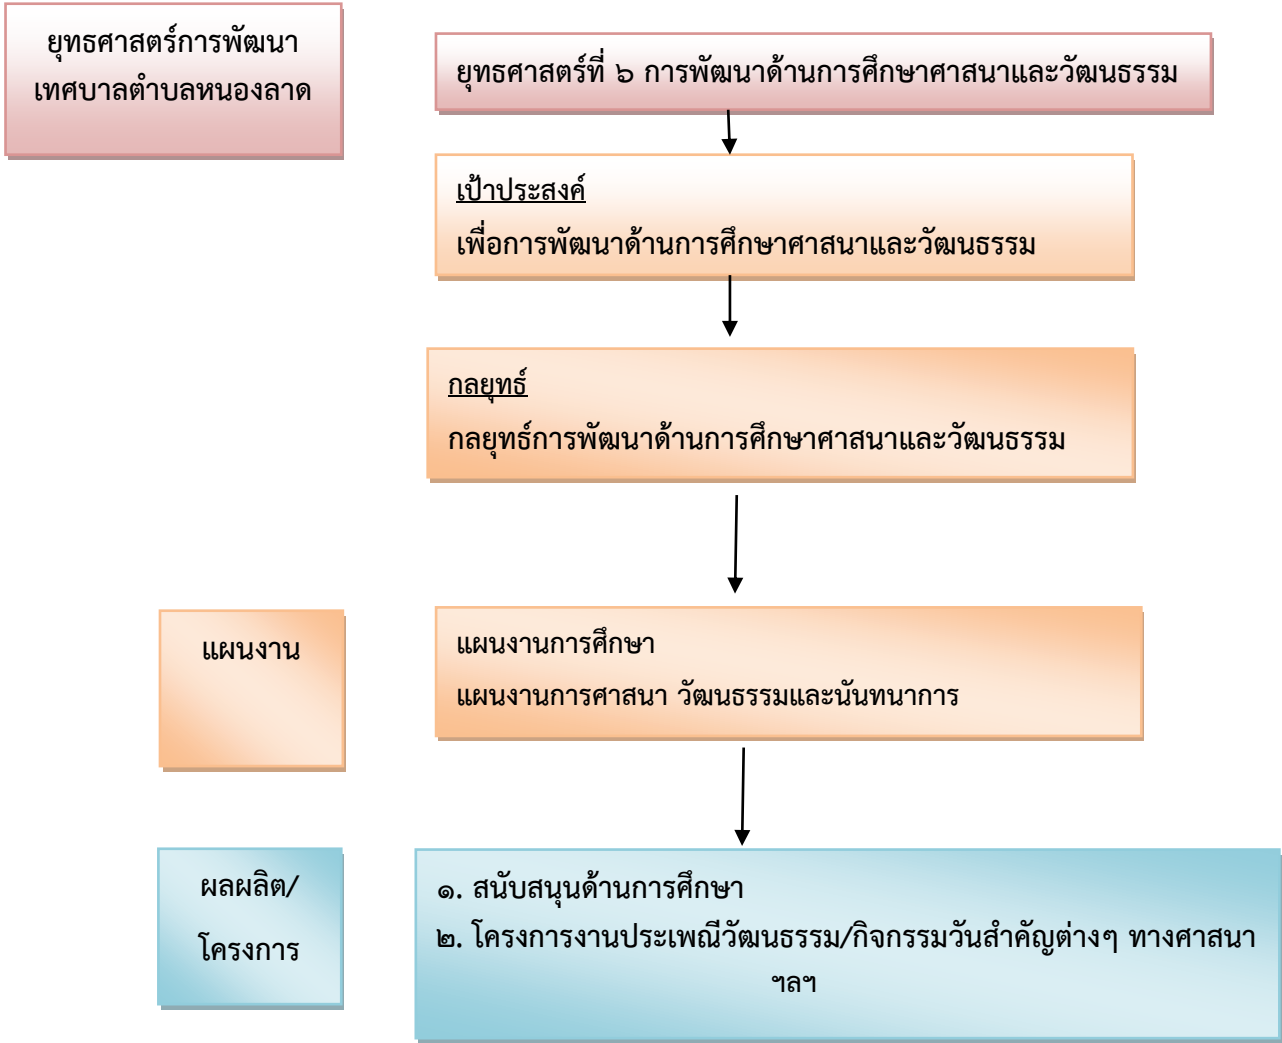 ยุทธศาสตร์การพัฒนา
เทศบาลตำบลหนองลาด
ยุทธศาสตร์ที่ ๖ การพัฒนาด้านการศึกษาศาสนาและวัฒนธรรม
เป้าประสงค์
เพื่อการพัฒนาด้านการศึกษาศาสนาและวัฒนธรรม
กลยุทธ์
กลยุทธ์การพัฒนาด้านการศึกษาศาสนาและวัฒนธรรม
แผนงาน
แผนงานการศึกษา
แผนงานการศาสนา วัฒนธรรมและนันทนาการ
ผลผลิต/
โครงการ
๑. สนับสนุนด้านการศึกษา
๒. โครงการงานประเพณีวัฒนธรรม/กิจกรรมวันสำคัญต่างๆ ทางศาสนา
ฯลฯ